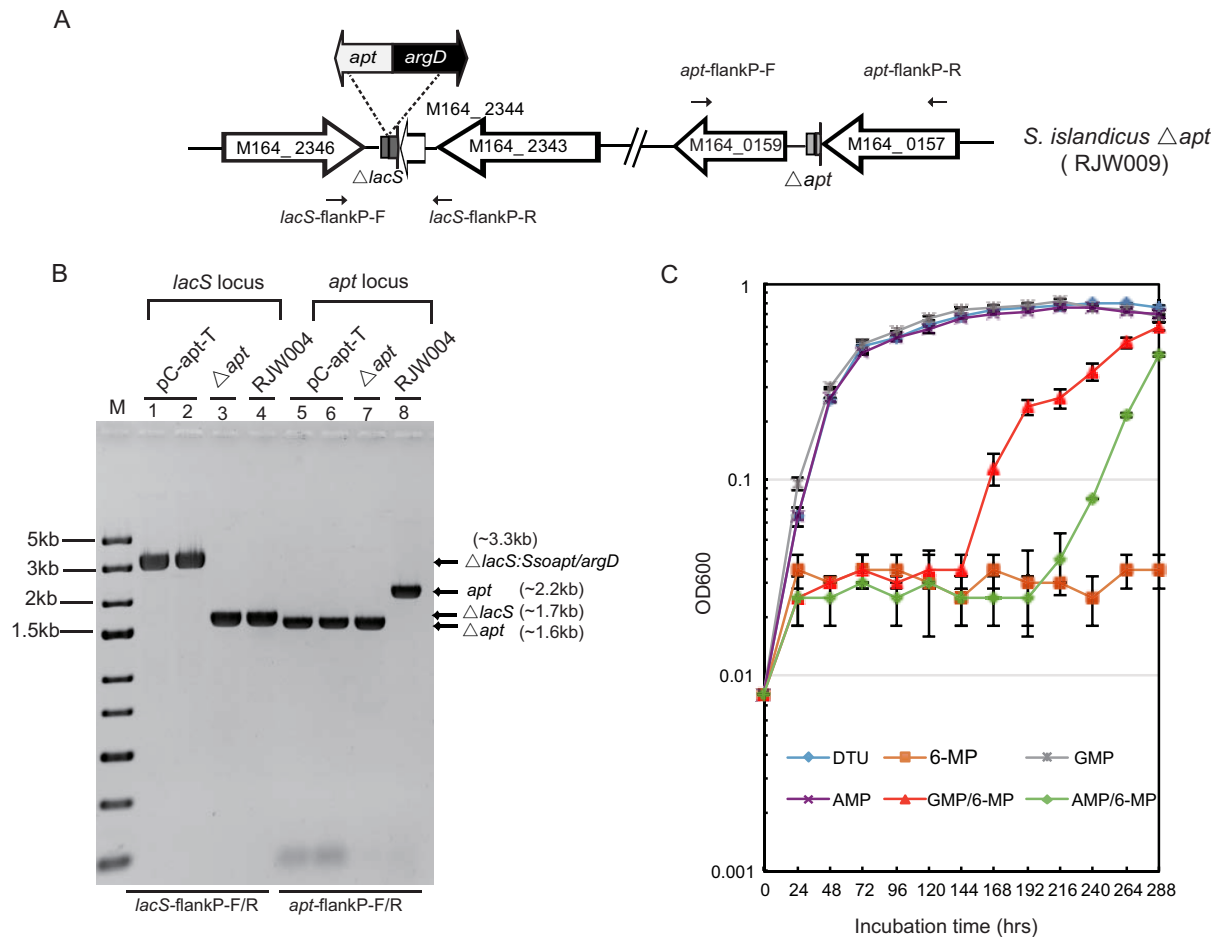 A
apt argD
apt-flankP-F
apt-flankP-R
M164_2344
M164_2346
M164_2343
M164_0159
M164_0157
△lacS
△apt
S. islandicus △apt
( RJW009)
lacS-flankP-F
lacS-flankP-R
B
lacS locus
apt locus
pC-apt-T
△apt
RJW004
pC-apt-T
△apt
RJW004
M
1 2 3 4 5 6 7 8
5kb
3kb
2kb
1.5kb
(~3.3kb)
△lacS:Ssoapt/argD
apt (~2.2kb)
△lacS (~1.7kb)
△apt (~1.6kb)
lacS-flankP-F/R
apt-flankP-F/R
C
1
0.1
0.01
0.001
OD600
DTU 6-MP GMP
AMP GMP/6-MP AMP/6-MP
0 24 48 72 96 120 144 168 192 216 240 264 288
Incubation time (hrs)